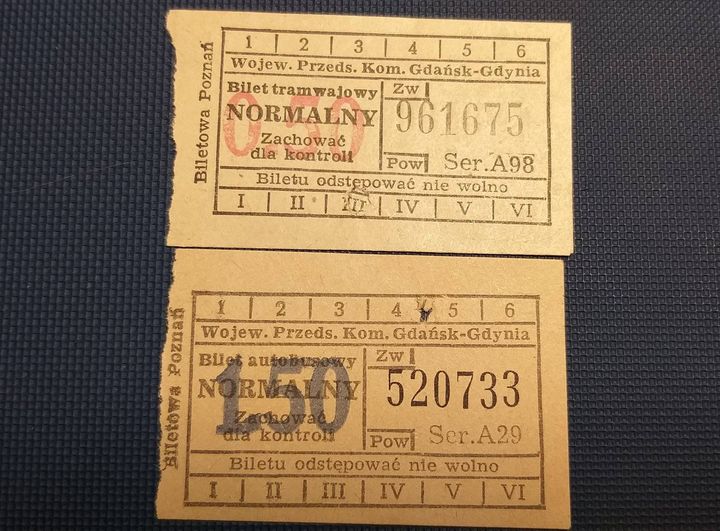 Biletowa Poznań
1 2 3 4 5 6
Wojew. Przeds. Kom. Gdańsk-Gdynia
Bilet tramwajowy
NORMALNY
0.50
Zachować
dla kontroli
Zw
961675
Pow
Ser.A98
Biletu odstępować nie wolno
I II III IV V VI
Biletowa Poznań
1 2 3 4 5 6
Wojew. Przeds. Kom. Gdańsk-Gdynia
Bilet autobusowy
NORMALNY
1.50
Zachować
dla kontroli
Zw
520733
Pow
Ser.A29
Biletu odstępować nie wolno
I II III IV V VI